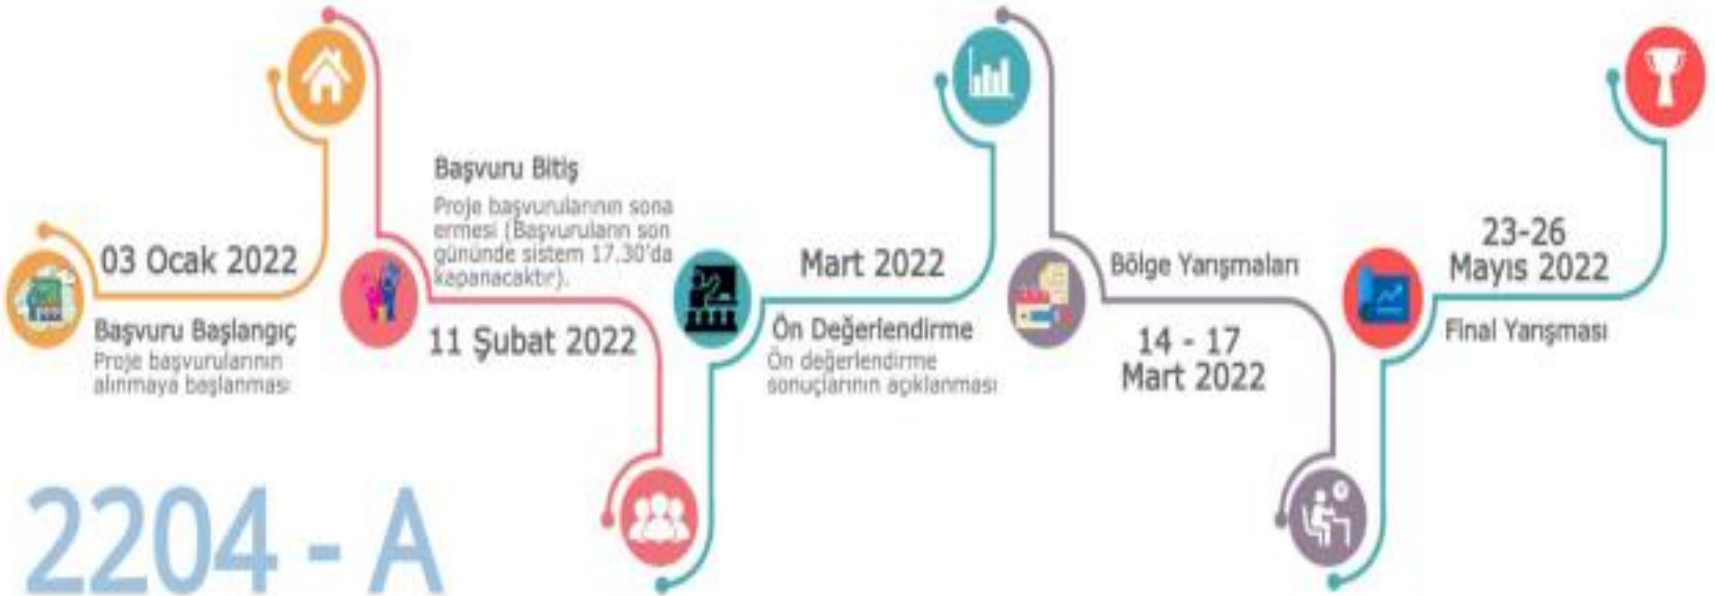 03 Ocak 2022
Başvuru Başlangıç
Proje başvurularının
alınmaya başlanması
Başvuru Bitiş
Proje başvurularının sona
ermesi (Başvuruların son
gününde sistem 17.30'da
kapanacaktır).
11 Şubat 2022
Mart 2022
Ön Değerlendirme
Ön değerlendirme
sonuçlarının açıklanması
Bölge Yarışmaları
14 - 17
Mart 2022
23-26
Mayıs 2022
Final Yarışması
2204 - A